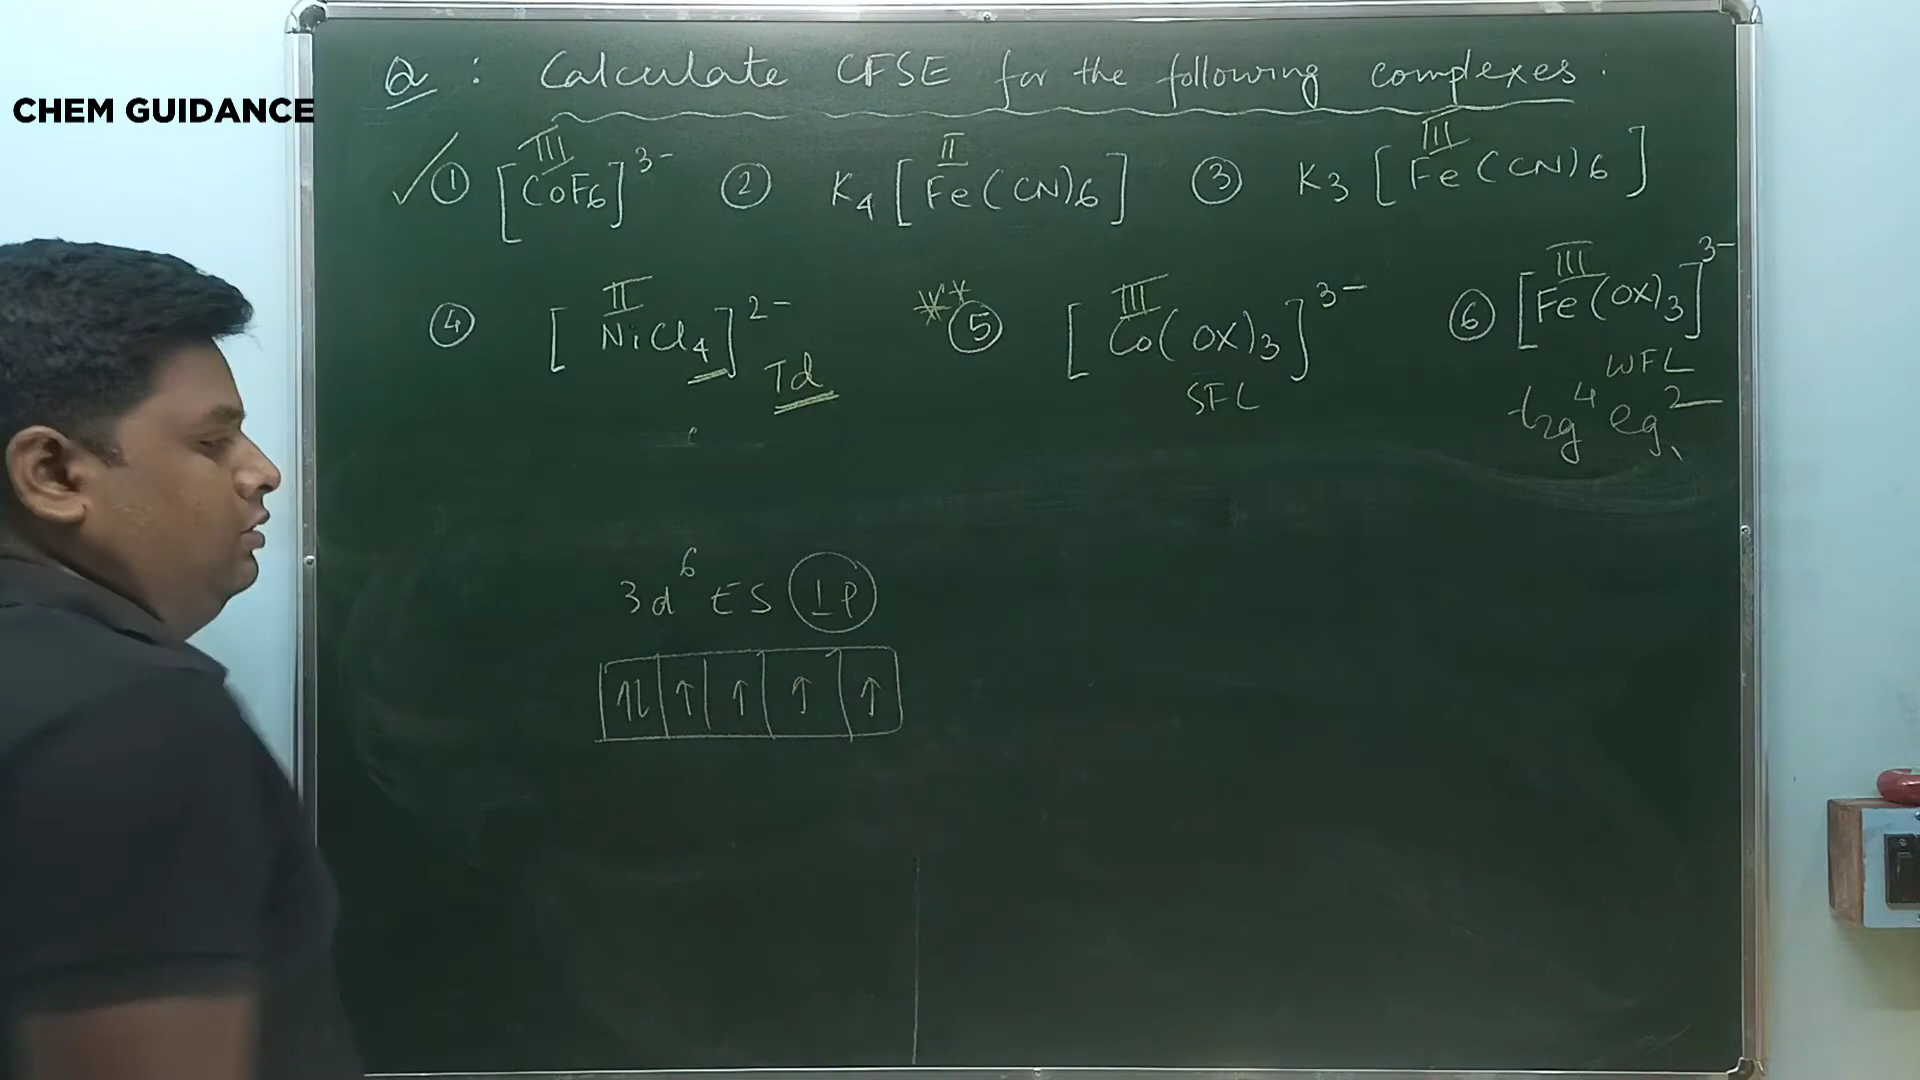 Q : Calculate CFSE for the following complexes.
CHEM GUIDANCE
✓ ① [CoF6]3- III ② K4 [Fe(CN)6] II ③ K3 [Fe(CN)6] III
④ [NiCl4]2- II Td ** ⑤ [Co(OX)3]3- III SFL ⑥ [Fe(OX)3]3- III WFL
t2g4 eg2
3d6 ES 1P
↑↓ ↑ ↑ ↑ ↑